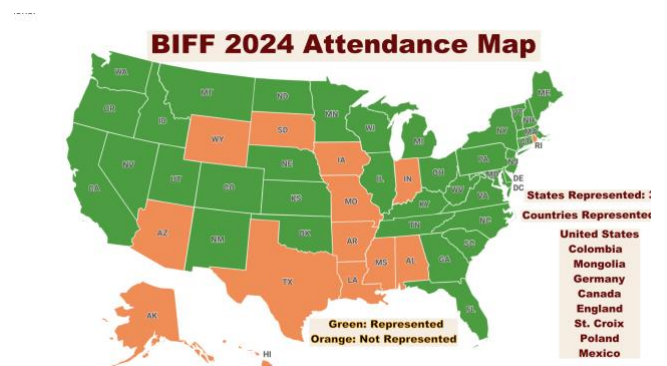 BIFF 2024 Attendance Map
WA
MT
ND
MN
ME
OR
ID
WY
SD
WI
MI
NY
VT
RI
NV
UT
CO
NE
IA
IL
IN
OH
PA
NJ
DE
DC
CA
KS
MO
KY
WV
VA
AZ
NM
OK
AR
TN
NC
SC
TX
LA
MS
AL
GA
FL
AK
HI
States Represented: 3
Countries Represented
United States
Colombia
Mongolia
Germany
Canada
England
St. Croix
Poland
Mexico
Green: Represented
Orange: Not Represented